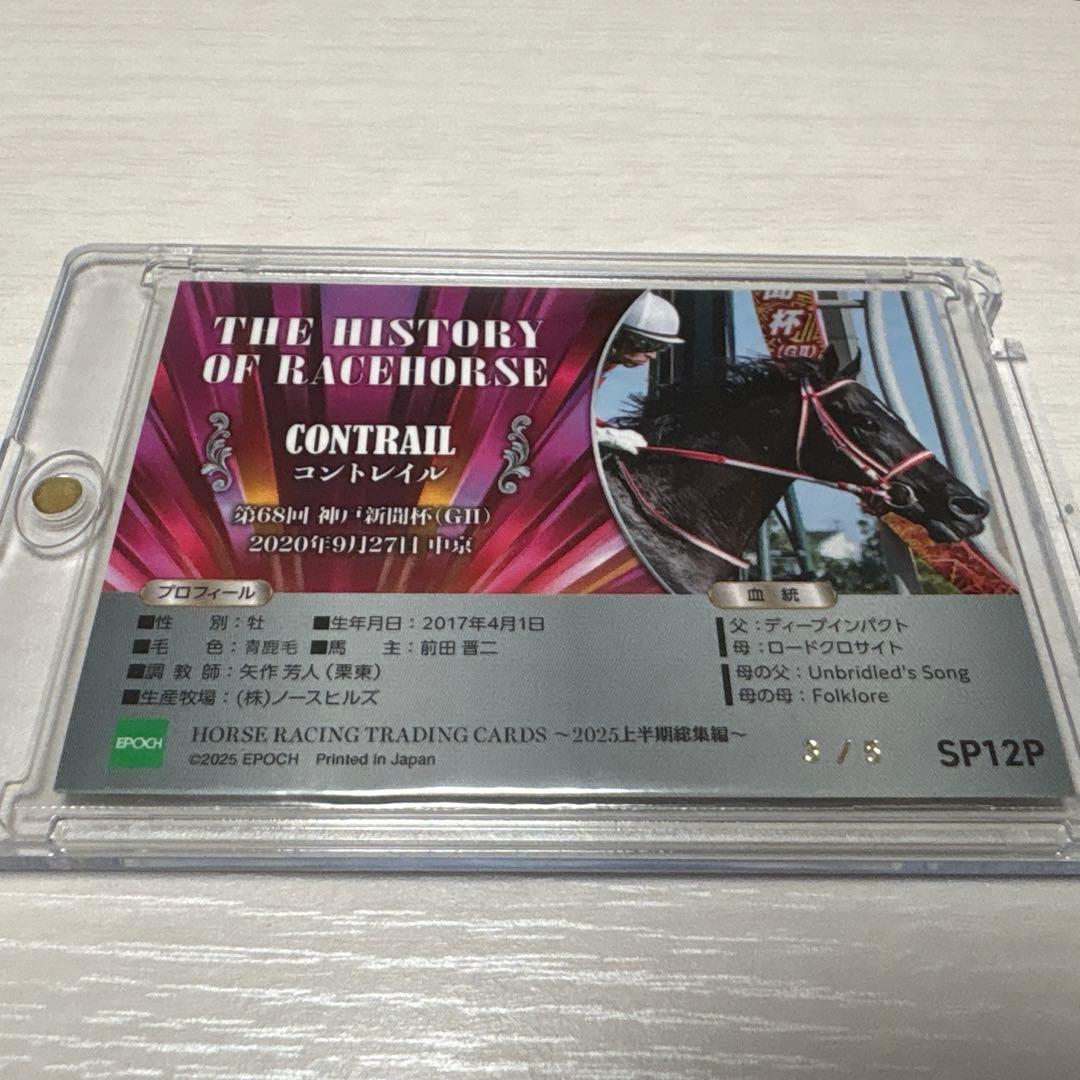 THE HISTORY
OF RACEHORSE
CONTRAIL
コントレイル
第68回 神戸新聞杯(GII)
2020年9月27日 中京
杯
(GII)
プロフィール
■性 別：牡 ■生年月日：2017年4月1日
■毛 色：青鹿毛 ■馬 主：前田 晋二
■調 教 師：矢作 芳人（栗東）
■生産牧場：(株)ノースヒルズ
血 統
父：ディープインパクト
母：ロードクロサイト
母の父：Unbridled's Song
母の母：Folklore
EPOCH
HORSE RACING TRADING CARDS ～2025上半期総集編～
©2025 EPOCH Printed in Japan
3 / 5
SP12P